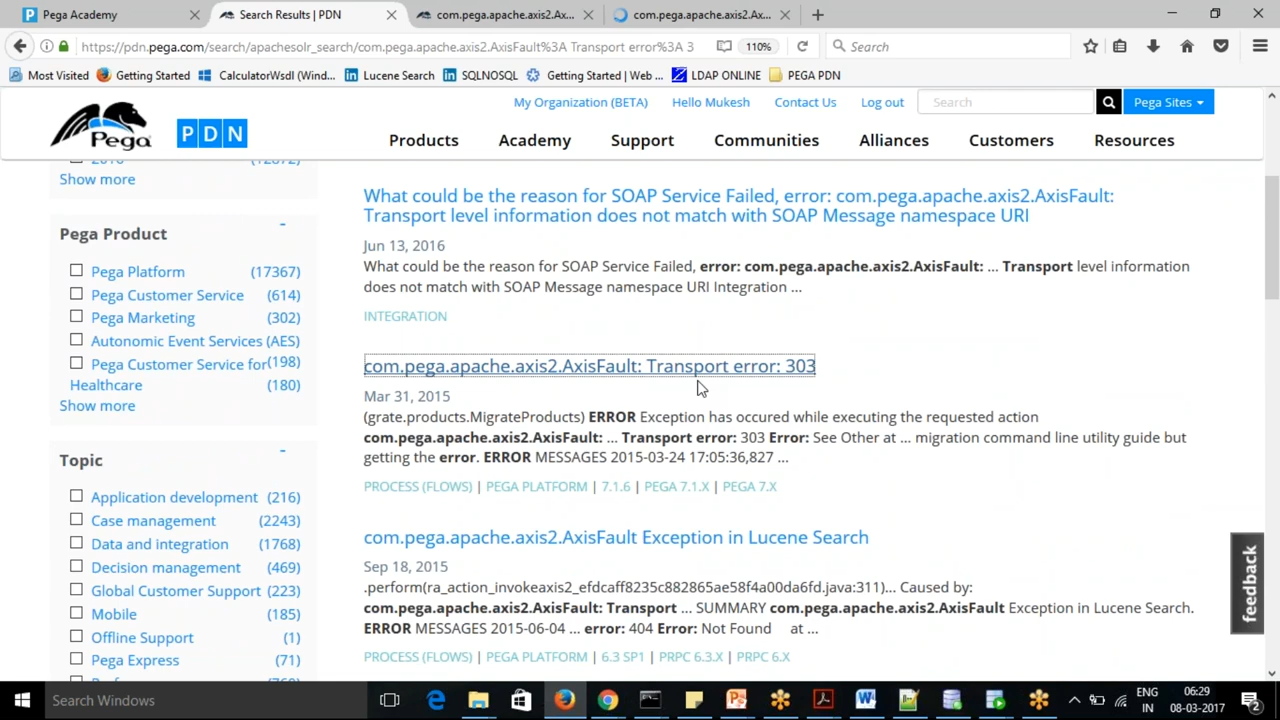 Pega Academy
Search Results | PDN
com.pega.apache.axis2.Ax...
com.pega.apache.axis2.Ax...
https://pdn.pega.com/search/apachesolr_search/com.pega.apache.axis2.AxisFault%3A Transport error%3A 3
110%
Search
Most Visited
Getting Started
CalculatorWsdl (Wind...
Lucene Search
SQLNOSQL
Getting Started | Web ...
LDAP ONLINE
PEGA PDN
My Organization (BETA)
Hello Mukesh
Contact Us
Log out
Search
Pega Sites
Pega
PDN
Products
Academy
Support
Communities
Alliances
Customers
Resources
2016 (12872)
Show more
Pega Product
-
Pega Platform (17367)
Pega Customer Service (614)
Pega Marketing (302)
Autonomic Event Services (AES)
(198)
Pega Customer Service for
Healthcare (180)
Show more
Topic
-
Application development (216)
Case management (2243)
Data and integration (1768)
Decision management (469)
Global Customer Support (223)
Mobile (185)
Offline Support (1)
Pega Express (71)
What could be the reason for SOAP Service Failed, error: com.pega.apache.axis2.AxisFault:
Transport level information does not match with SOAP Message namespace URI
Jun 13, 2016
What could be the reason for SOAP Service Failed, error: com.pega.apache.axis2.AxisFault: ... Transport level information
does not match with SOAP Message namespace URI Integration ...
INTEGRATION
com.pega.apache.axis2.AxisFault: Transport error: 303
Mar 31, 2015
(grate.products.MigrateProducts) ERROR Exception has occured while executing the requested action
com.pega.apache.axis2.AxisFault: ... Transport error: 303 Error: See Other at ... migration command line utility guide but
getting the error. ERROR MESSAGES 2015-03-24 17:05:36,827 ...
PROCESS (FLOWS) | PEGA PLATFORM | 7.1.6 | PEGA 7.1.X | PEGA 7.X
com.pega.apache.axis2.AxisFault Exception in Lucene Search
Sep 18, 2015
.perform(ra_action_invokeaxis2_efdcaff8235c882865ae58f4a00da6fd.java:311)... Caused by:
com.pega.apache.axis2.AxisFault: Transport ... SUMMARY com.pega.apache.axis2.AxisFault Exception in Lucene Search.
ERROR MESSAGES 2015-06-04 ... error: 404 Error: Not Found at ...
PROCESS (FLOWS) | PEGA PLATFORM | 6.3 SP1 | PRPC 6.3.X | PRPC 6.X
feedback
Search Windows
ENG
IN
06:29
08-03-2017
2